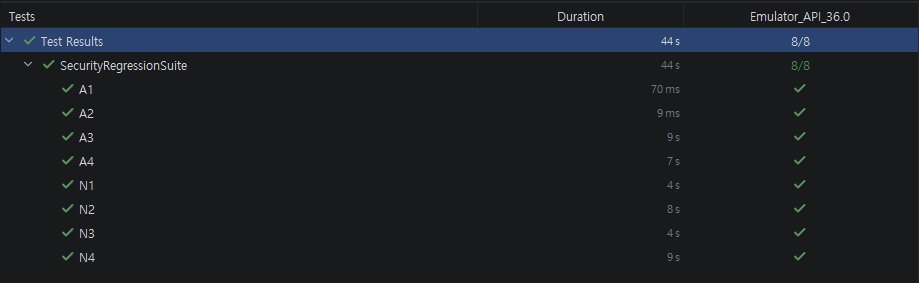 Tests Duration Emulator_API_36.0
Test Results 44 s 8/8
SecurityRegressionSuite 44 s 8/8
A1 70 ms
A2 9 ms
A3 9 s
A4 7 s
N1 4 s
N2 8 s
N3 4 s
N4 9 s